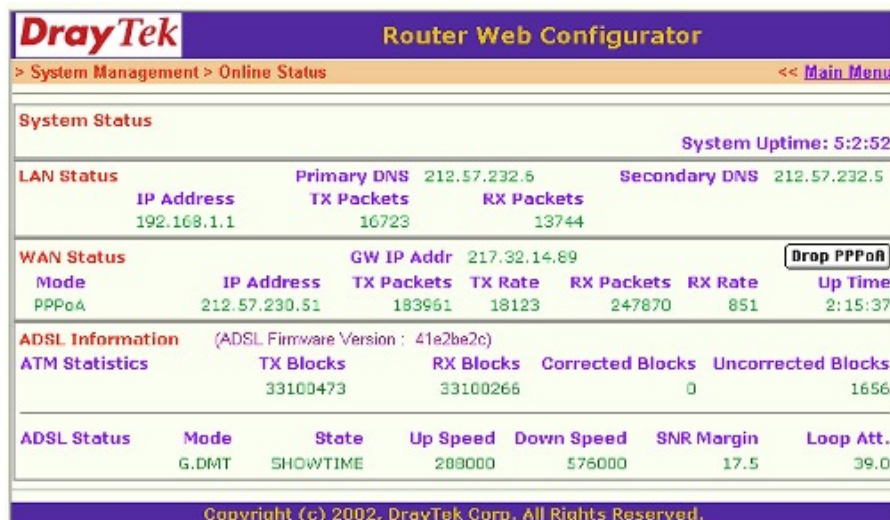 DrayTek Router Web Configurator
> System Management > Online Status << Main Menu
System Status
System Uptime: 5:2:52
LAN Status Primary DNS 212.57.232.6 Secondary DNS 212.57.232.5
IP Address TX Packets RX Packets
192.168.1.1 16723 13744
WAN Status GW IP Addr 217.32.14.89 Drop PPPoA
Mode IP Address TX Packets TX Rate RX Packets RX Rate Up Time
PPPoA 212.57.230.51 183961 18123 247870 851 2:15:37
ADSL Information (ADSL Firmware Version : 41e2be2c)
ATM Statistics TX Blocks RX Blocks Corrected Blocks Uncorrected Blocks
33100473 33100266 0 1656
ADSL Status Mode State Up Speed Down Speed SNR Margin Loop Att.
G.DMT SHOWTIME 288000 576000 17.5 39.0
Copyright (c) 2002, DrayTek Corp. All Rights Reserved.